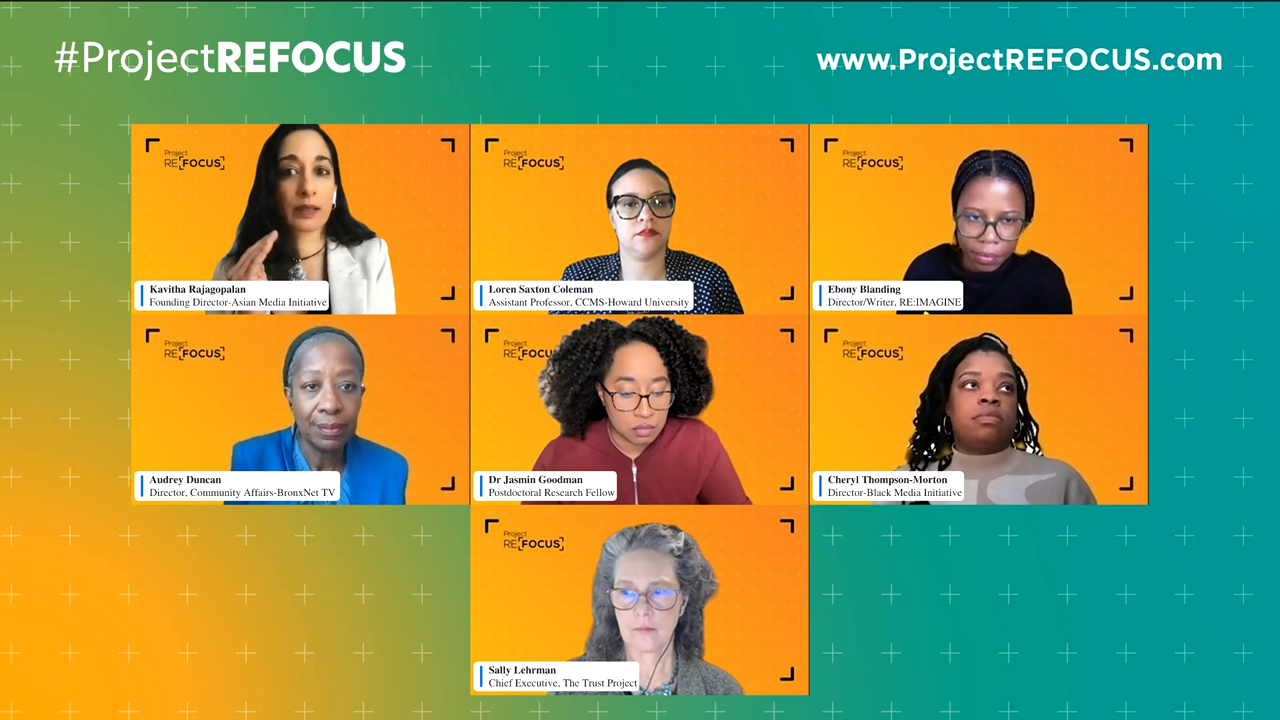 #ProjectREFOCUS
www.ProjectREFOCUS.com
Project
RE[FOCUS]
Project
RE[FOCUS]
Project
RE[FOCUS]
Kavitha Rajagopalan
Founding Director-Asian Media Initiative
Loren Saxton Coleman
Assistant Professor, CCMS-Howard University
Ebony Blanding
Director/Writer, RE:IMAGINE
Project
RE[FOCUS]
Project
RE[FOCUS
Project
RE[FOCUS]
Audrey Duncan
Director, Community Affairs-BronxNet TV
Dr Jasmin Goodman
Postdoctoral Research Fellow
Cheryl Thompson-Morton
Director-Black Media Initiative
Project
RE[FOCUS]
Sally Lehrman
Chief Executive, The Trust Project